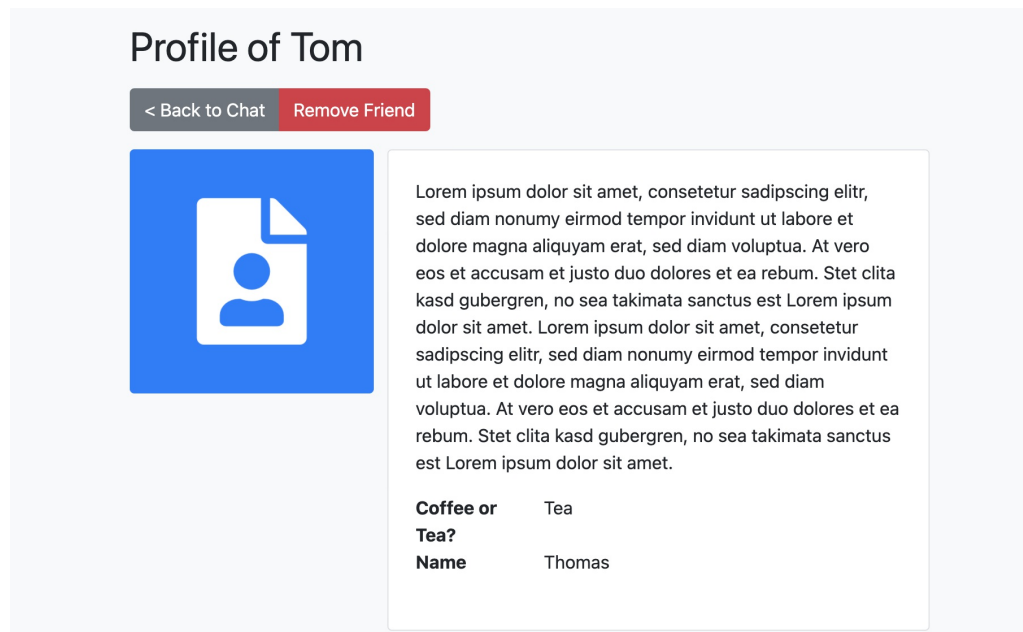 Profile of Tom
< Back to Chat Remove Friend
Lorem ipsum dolor sit amet, consetetur sadipscing elitr,
sed diam nonumy eirmod tempor invidunt ut labore et
dolore magna aliquyam erat, sed diam voluptua. At vero
eos et accusam et justo duo dolores et ea rebum. Stet clita
kasd gubergren, no sea takimata sanctus est Lorem ipsum
dolor sit amet. Lorem ipsum dolor sit amet, consetetur
sadipscing elitr, sed diam nonumy eirmod tempor invidunt
ut labore et dolore magna aliquyam erat, sed diam
voluptua. At vero eos et accusam et justo duo dolores et ea
rebum. Stet clita kasd gubergren, no sea takimata sanctus
est Lorem ipsum dolor sit amet.
Coffee or Tea
Tea?
Name Thomas